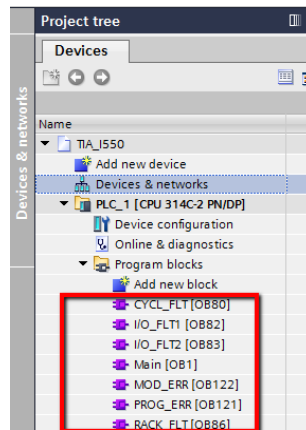 Project tree
Devices
Devices & networks
Name
TIA_I550
Add new device
Devices & networks
PLC_1 [CPU 314C-2 PN/DP]
Device configuration
Online & diagnostics
Program blocks
Add new block
CYCL_FLT [OB80]
I/O_FLT1 [OB82]
I/O_FLT2 [OB83]
Main [OB1]
MOD_ERR [OB122]
PROG_ERR [OB121]
RACK_FLT [OB86]